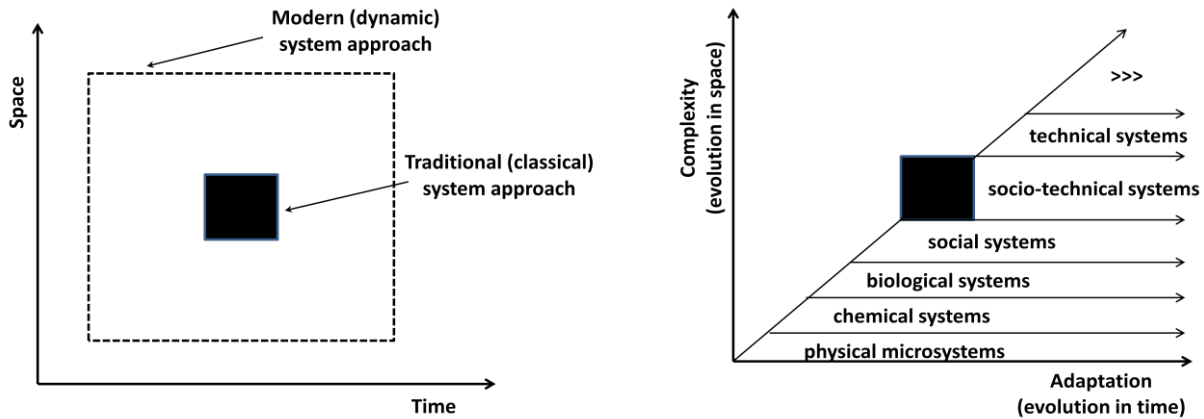 Modern (dynamic)
system approach
Space
Traditional (classical)
system approach
Time
Complexity
(evolution in space)
>>>
technical systems
socio-technical systems
social systems
biological systems
chemical systems
physical microsystems
Adaptation
(evolution in time)